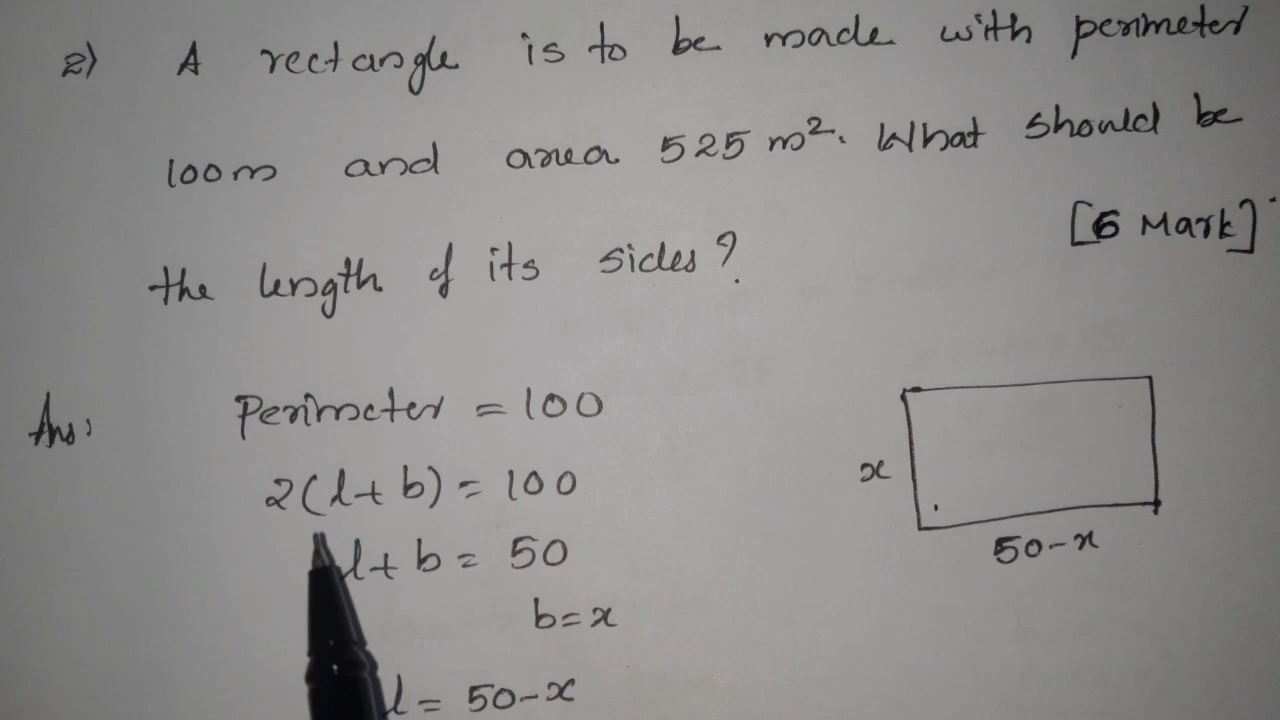 2) A rectangle is to be made with perimeter
100m and area 525 m². What should be
the length of its sides?
[5 Mark]
Ans:
Perimeter = 100
2(l+b) = 100
l+b = 50
b=x
l = 50-x
x
50-x